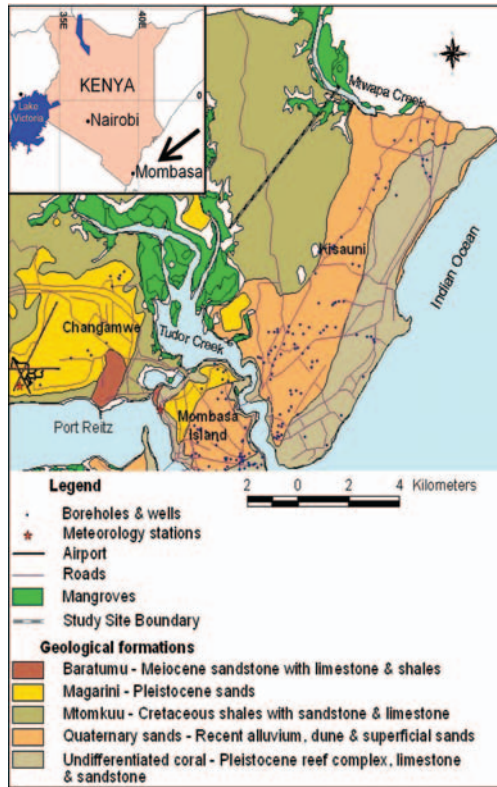 35E
40E
KENYA
0
Lake
Victoria
Nairobi
Mombasa
Mtwapa Creek
Kisauni
Indian Ocean
Changamwe
Tudor Creek
Port Reitz
Mombasa
Island
Legend
2 0 2 4 Kilometers
Boreholes & wells
Meteorology stations
Airport
Roads
Mangroves
Study Site Boundary
Geological formations
Baratumu - Meiocene sandstone with limestone & shales
Magarini - Pleistocene sands
Mtomkuu - Cretaceous shales with sandstone & limestone
Quaternary sands - Recent alluvium, dune & superficial sands
Undifferentiated coral - Pleistocene reef complex, limestone
& sandstone